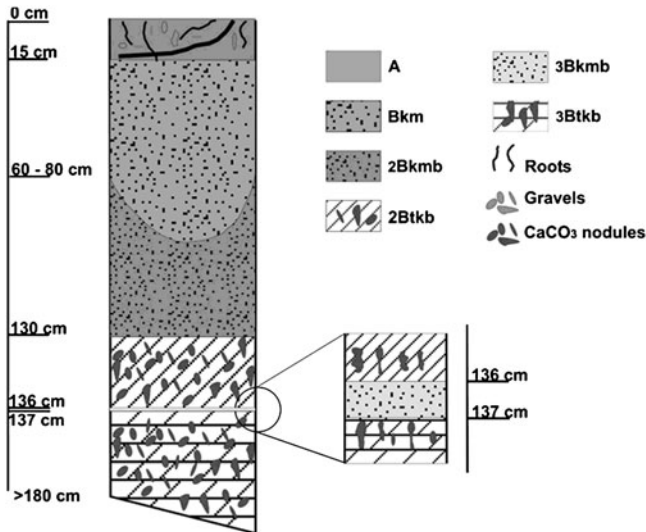 0 cm
15 cm
60 - 80 cm
130 cm
136 cm
137 cm
>180 cm
A
Bkm
2Bkmb
2Btkb
3Bkmb
3Btkb
Roots
Gravels
CaCO₃ nodules
136 cm
137 cm